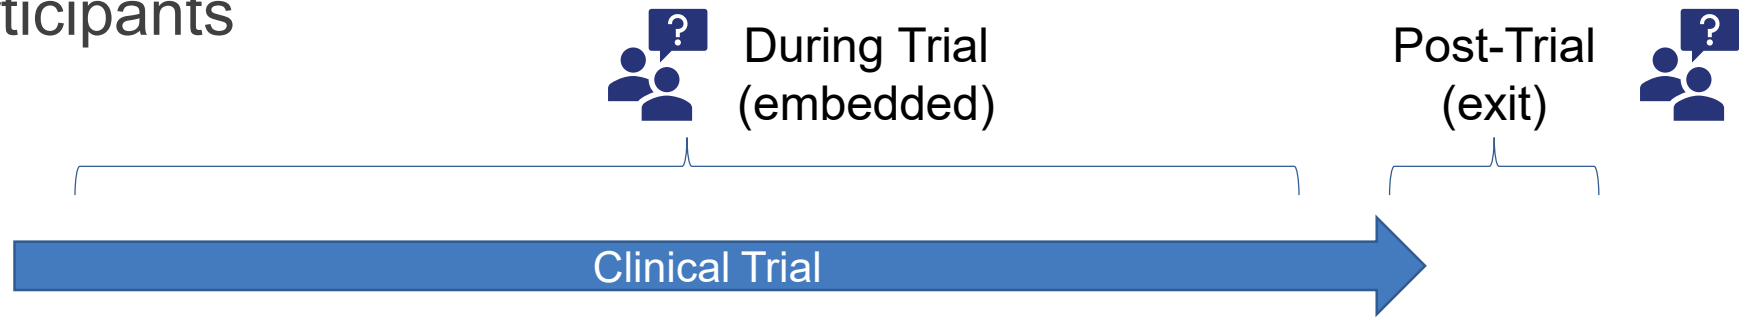 ticipants
?
During Trial
(embedded)
Post-Trial
(exit)
?
Clinical Trial